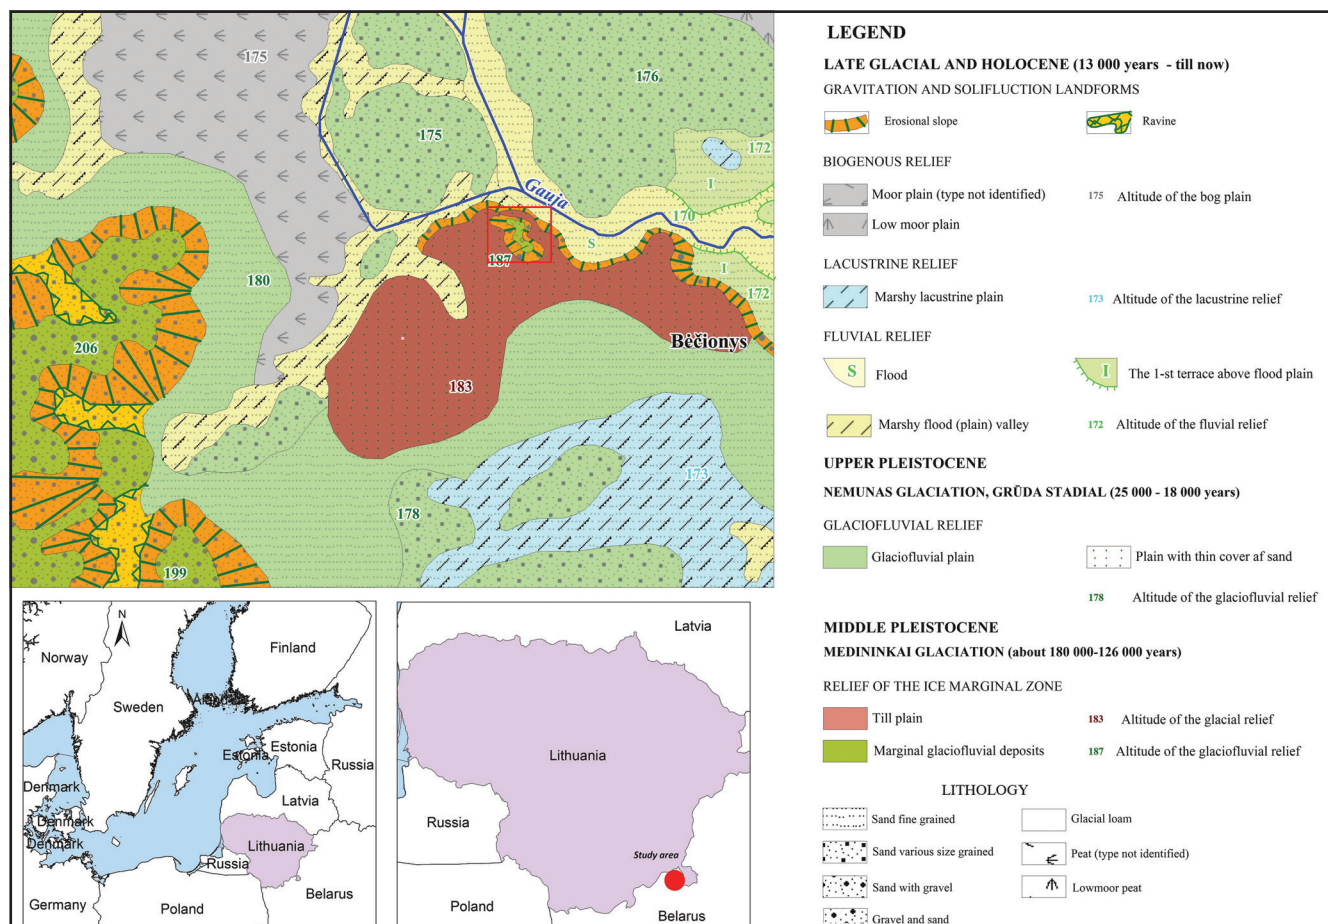 175
176
175
172
I
Gauja
170
S
187
I
172
180
206
Bėčionys
183
173
178
199
N
Norway
Finland
Sweden
Estonia
Estonia
Russia
Denmark
Latvia
Denmark
Denmark
Lithuania
Russia
Belarus
Germany
Poland
Latvia
Lithuania
Russia
Study area
Poland
Belarus
LEGEND
LATE GLACIAL AND HOLOCENE (13 000 years - till now)
GRAVITATION AND SOLIFLUCTION LANDFORMS
Erosional slope
Ravine
BIOGENOUS RELIEF
Moor plain (type not identified)
175 Altitude of the bog plain
Low moor plain
LACUSTRINE RELIEF
Marshy lacustrine plain
173 Altitude of the lacustrine relief
FLUVIAL RELIEF
S Flood
I The 1-st terrace above flood plain
Marshy flood (plain) valley
172 Altitude of the fluvial relief
UPPER PLEISTOCENE
NEMUNAS GLACIATION, GRŪDA STADIAL (25 000 - 18 000 years)
GLACIOFLUVIAL RELIEF
Glaciofluvial plain
Plain with thin cover af sand
178 Altitude of the glaciofluvial relief
MIDDLE PLEISTOCENE
MEDININKAI GLACIATION (about 180 000-126 000 years)
RELIEF OF THE ICE MARGINAL ZONE
Till plain
183 Altitude of the glacial relief
Marginal glaciofluvial deposits
187 Altitude of the glaciofluvial relief
LITHOLOGY
Sand fine grained
Glacial loam
Sand various size grained
Peat (type not identified)
Sand with gravel
Lowmoor peat
Gravel and sand